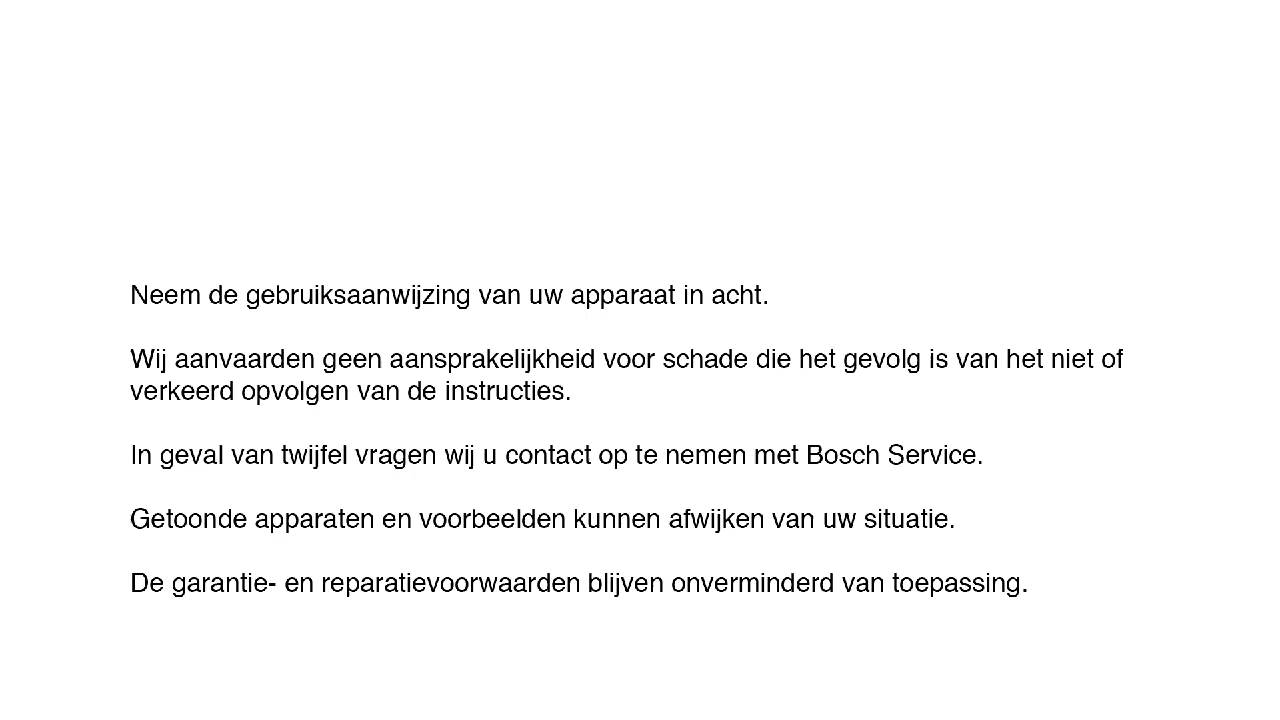 Neem de gebruiksaanwijzing van uw apparaat in acht.
Wij aanvaarden geen aansprakelijkheid voor schade die het gevolg is van het niet of
verkeerd opvolgen van de instructies.
In geval van twijfel vragen wij u contact op te nemen met Bosch Service.
Getoonde apparaten en voorbeelden kunnen afwijken van uw situatie.
De garantie- en reparatievoorwaarden blijven onverminderd van toepassing.